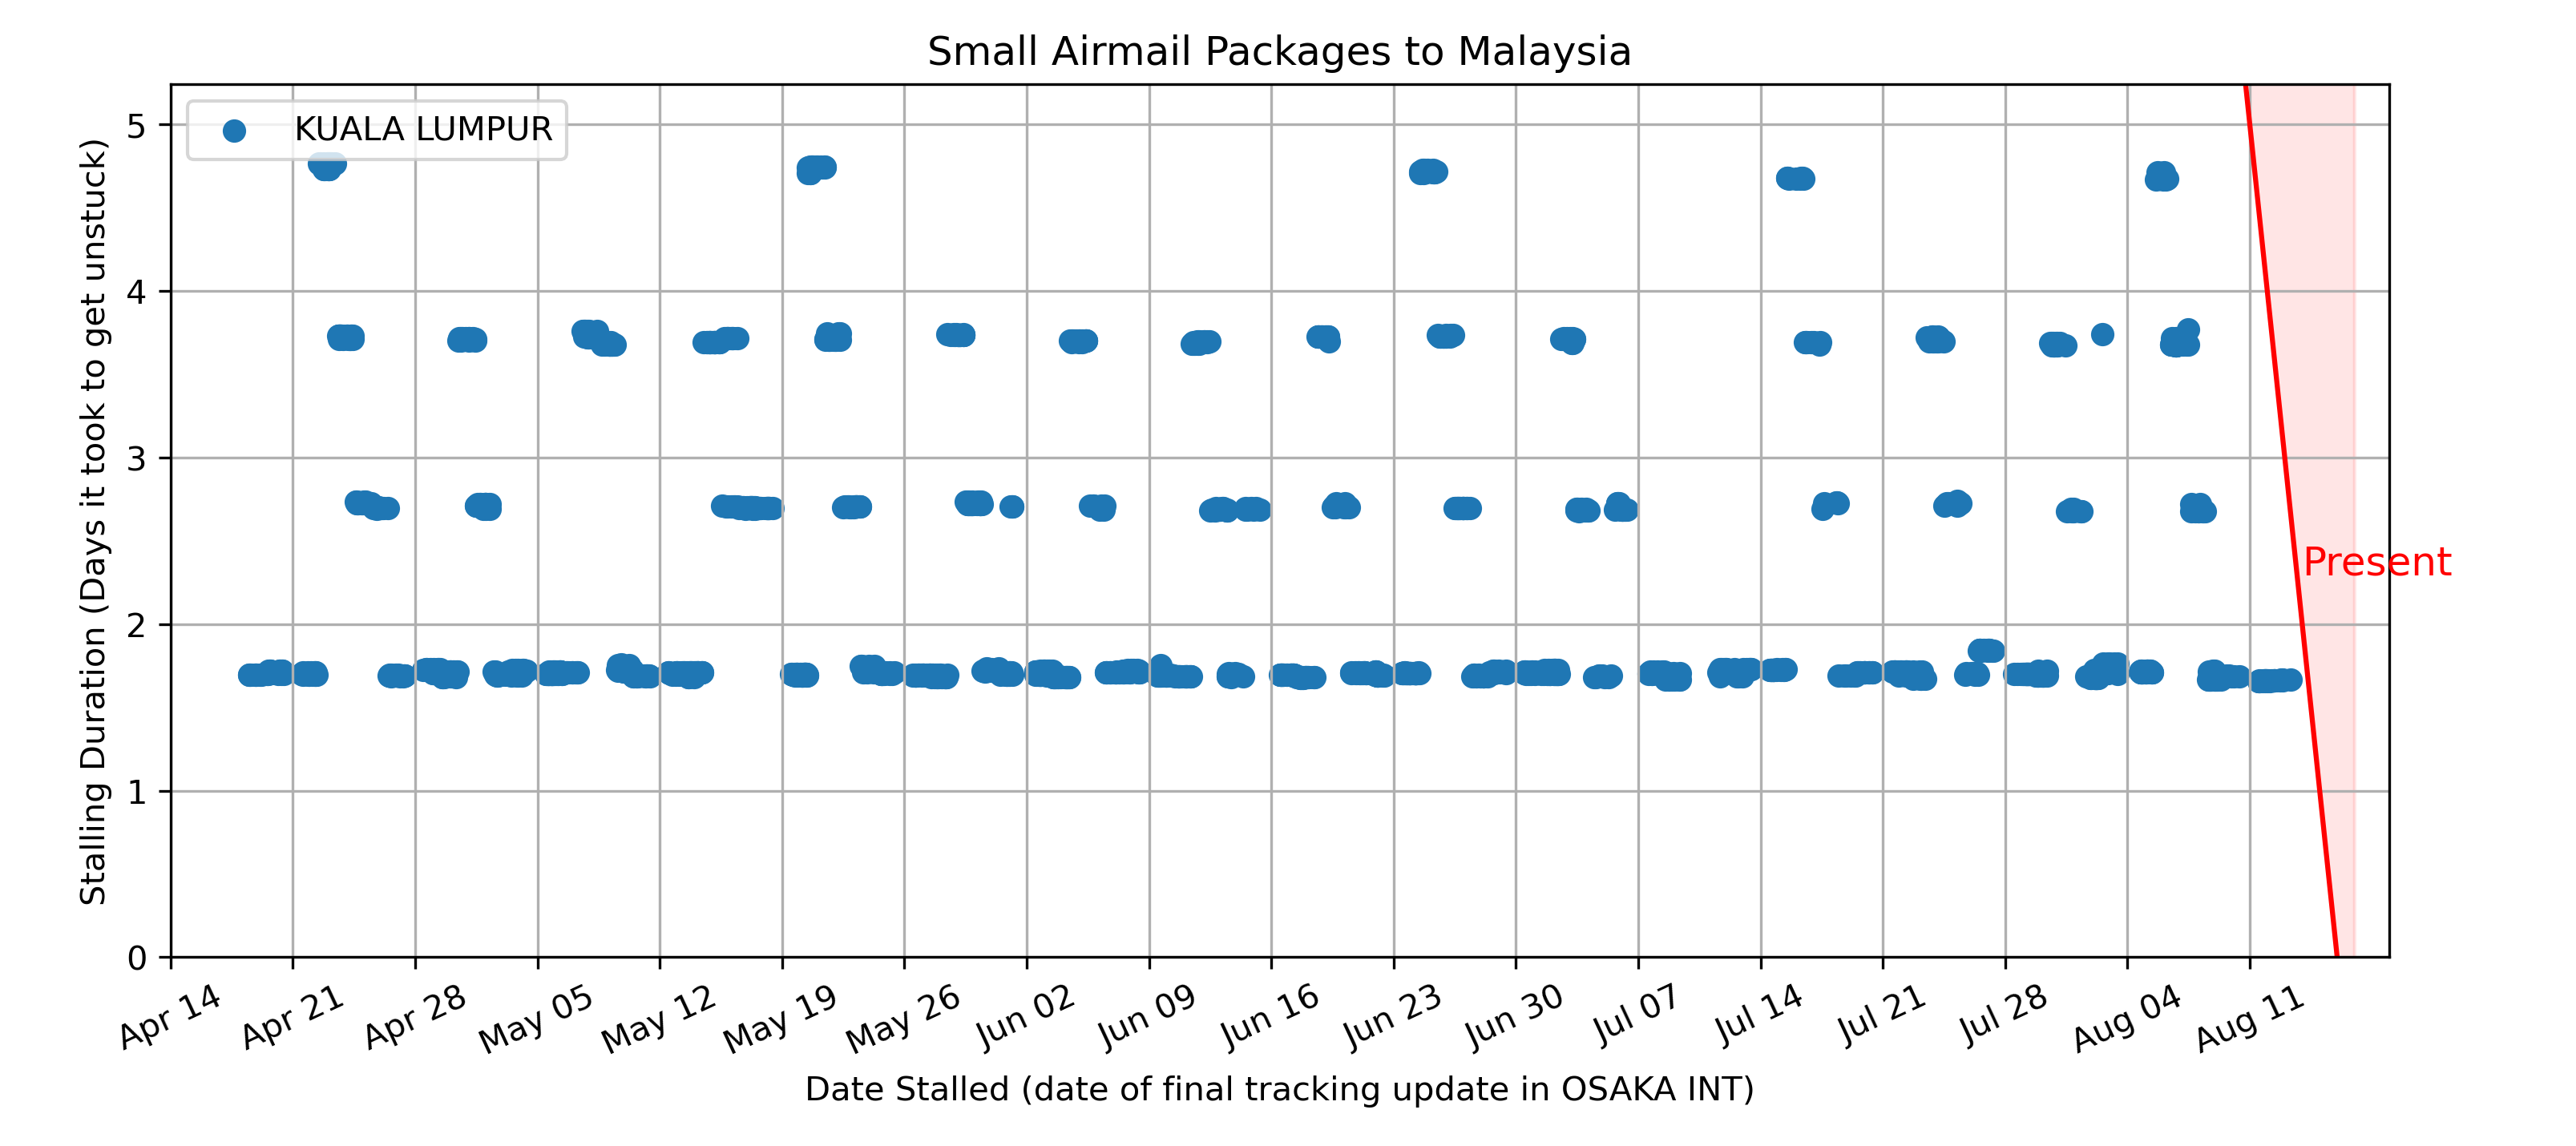 Small Airmail Packages to Malaysia
KUALA LUMPUR
Stalling Duration (Days it took to get unstuck)
5
4
3
2
1
0
Present
Apr 14
Apr 21
Apr 28
May 05
May 12
May 19
May 26
Jun 02
Jun 09
Jun 16
Jun 23
Jun 30
Jul 07
Jul 14
Jul 21
Jul 28
Aug 04
Aug 11
Date Stalled (date of final tracking update in OSAKA INT)